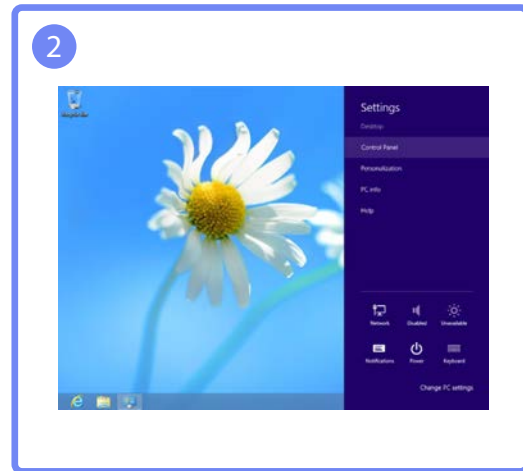 2
Settings
Desktop
Control Panel
Personalization
PC info
Help
Network
Disabled
Unavailable
Notifications
Power
Keyboard
Change PC settings